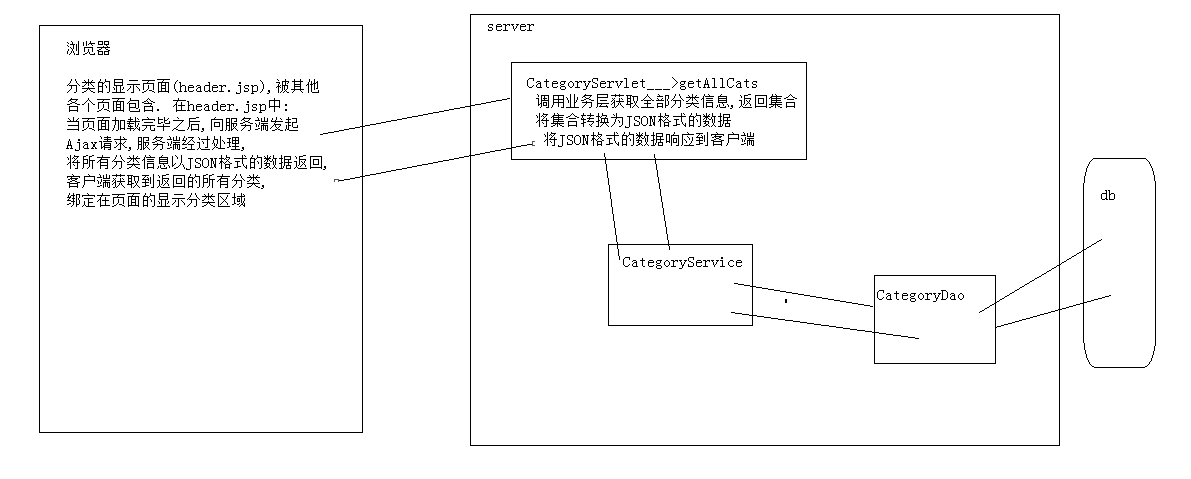 浏览器
分类的显示页面(header.jsp),被其他
各个页面包含. 在header.jsp中:
当页面加载完毕之后,向服务端发起
Ajax请求,服务端经过处理,
将所有分类信息以JSON格式的数据返回,
客户端获取到返回的所有分类,
绑定在页面的显示分类区域
server
CategoryServlet___>getAllCats
调用业务层获取全部分类信息,返回集合
将集合转换为JSON格式的数据
将JSON格式的数据响应到客户端
CategoryService
CategoryDao
db